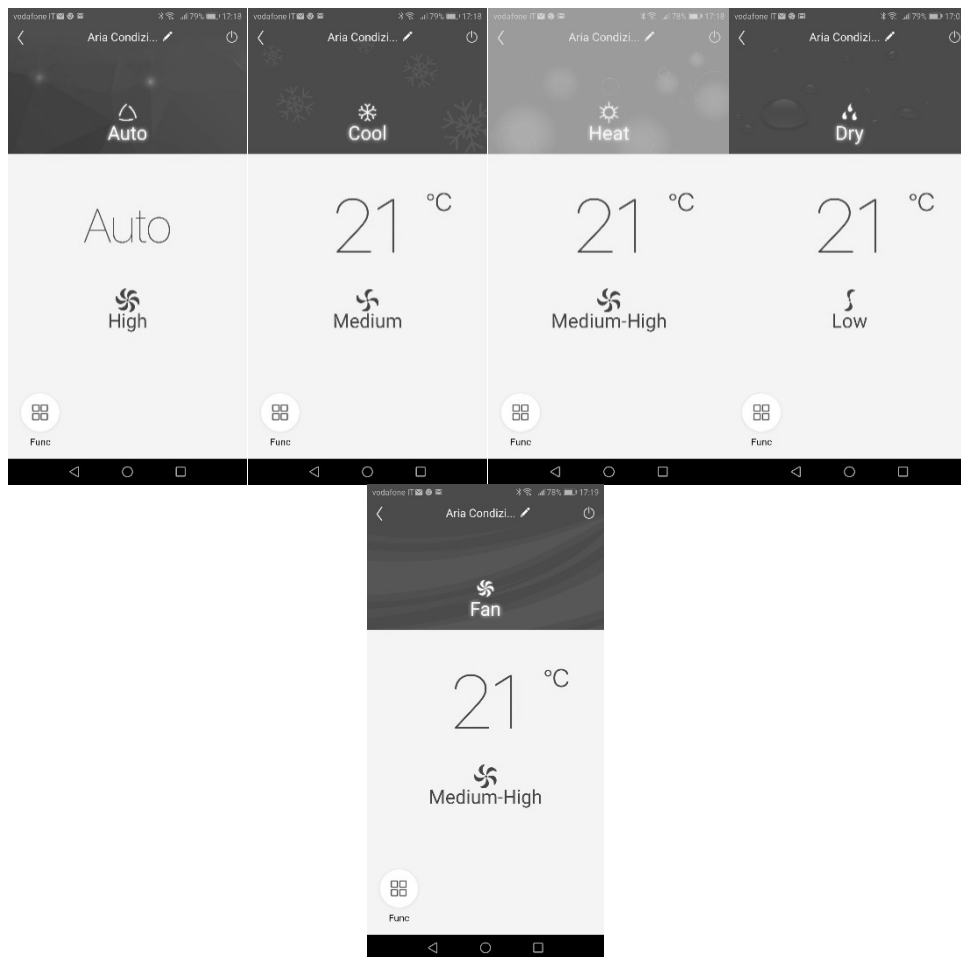 vodafone IT 79% 17:18
Aria Condizi...
Auto
Auto
High
Func
vodafone IT 79% 17:18
Aria Condizi...
Cool
21 °C
Medium
Func
vodafone IT 78% 17:18
Aria Condizi...
Heat
21 °C
Medium-High
Func
vodafone IT 79% 17:0
Aria Condizi...
Dry
21 °C
Low
Func
vodafone IT 78% 17:19
Aria Condizi...
Fan
21 °C
Medium-High
Func